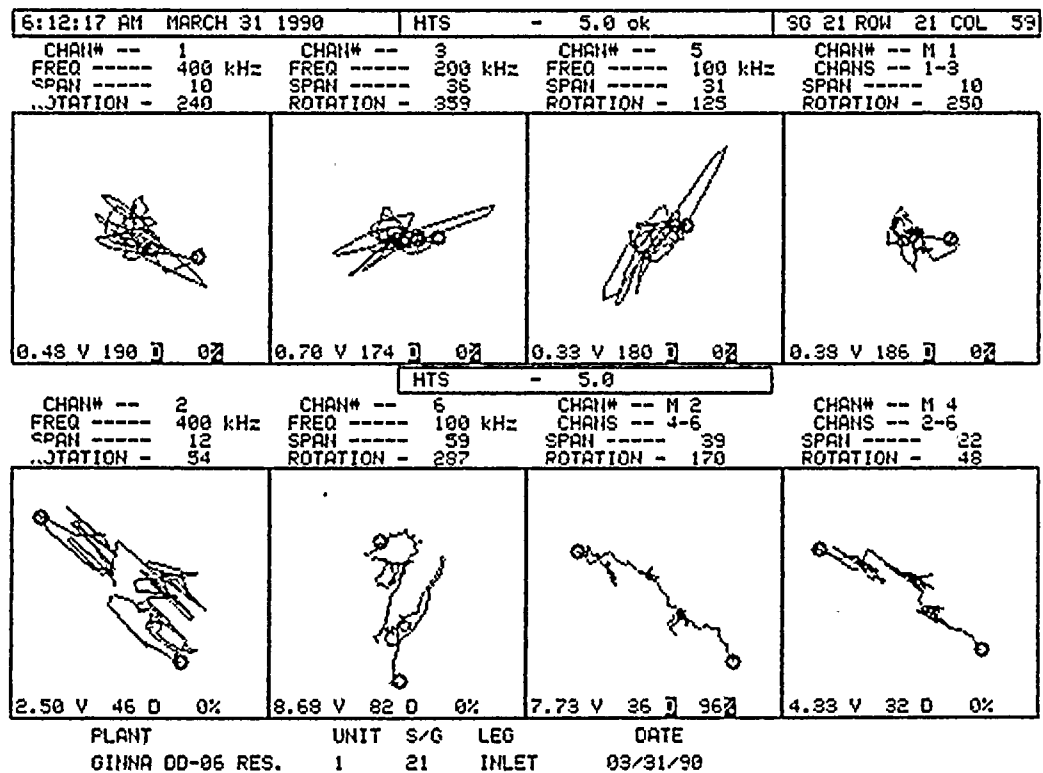 6:12:17 AM MARCH 31 1990 HTS - 5.0 ok SG 21 ROW 21 COL 59
CHAN# -- 1 CHAN# -- 3 CHAN# -- 5 CHAN# -- M 1
FREQ ----- 400 kHz FREQ ----- 200 kHz FREQ ----- 100 kHz CHANS -- 1-3
SPAN ----- 10 SPAN ----- 36 SPAN ----- 31 SPAN ----- 10
ROTATION - 240 ROTATION - 359 ROTATION - 125 ROTATION - 250
0.48 V 190 D 0% 0.70 V 174 D 0% 0.33 V 180 D 0% 0.38 V 186 D 0%
HTS - 5.0
CHAN# -- 2 CHAN# -- 6 CHAN# -- M 2 CHAN# -- M 4
FREQ ----- 400 kHz FREQ ----- 100 kHz CHANS -- 4-6 CHANS -- 2-6
SPAN ----- 12 SPAN ----- 59 SPAN ----- 39 SPAN ----- 22
ROTATION - 54 ROTATION - 287 ROTATION - 170 ROTATION - 48
2.50 V 46 D 0% 8.68 V 82 D 0% 7.73 V 36 D 96% 4.33 V 32 D 0%
PLANT UNIT S/G LEG DATE
GINNA OD-06 RES. 1 21 INLET 03/31/90